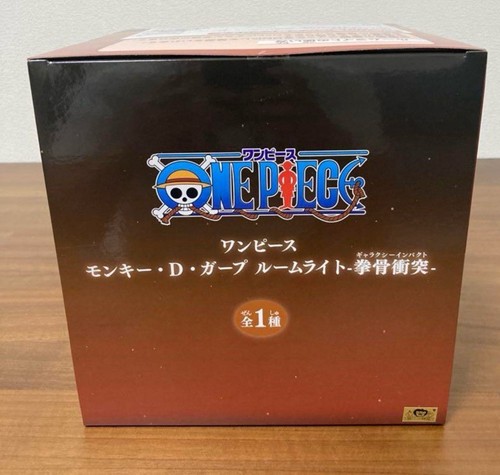 ワンピース
ONE PIECE
ワンピース
ギャラクシーインパクト
モンキー・D・ガープ ルームライト-拳骨衝突-
ぜん しゅ
全1種